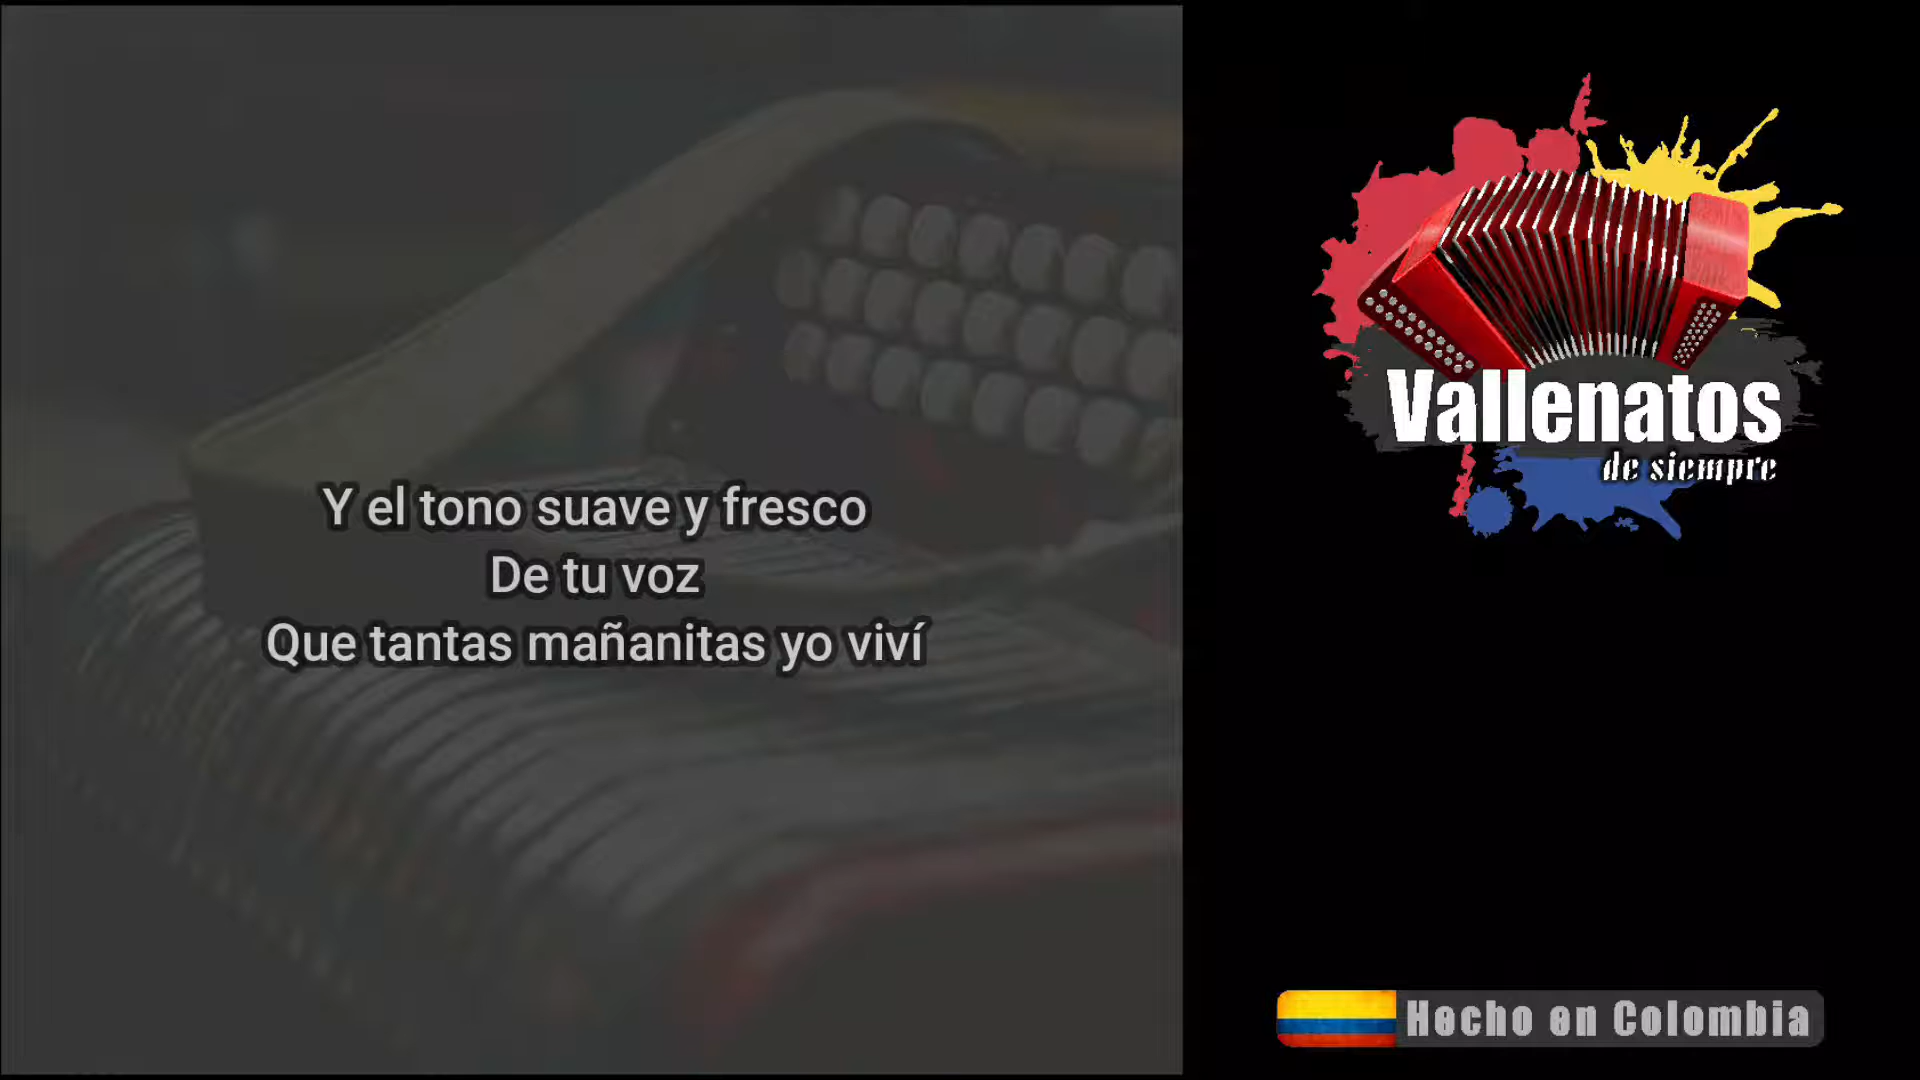 Y el tono suave y fresco
De tu voz
Que tantas mañanitas yo viví
Vallenatos
de siempre
Hecho en Colombia